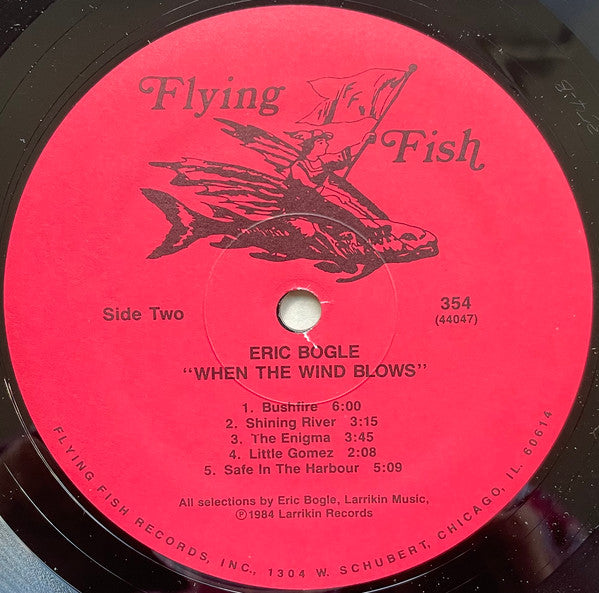 Flying
Fish
Side Two
354
(44047)
ERIC BOGLE
"WHEN THE WIND BLOWS"
1. Bushfire 6:00
2. Shining River 3:15
3. The Enigma 3:45
4. Little Gomez 2:08
5. Safe In The Harbour 5:09
All selections by Eric Bogle, Larrikin Music,
Ⓟ1984 Larrikin Records
FLYING FISH RECORDS, INC., 1304 W. SCHUBERT, CHICAGO, IL. 60614